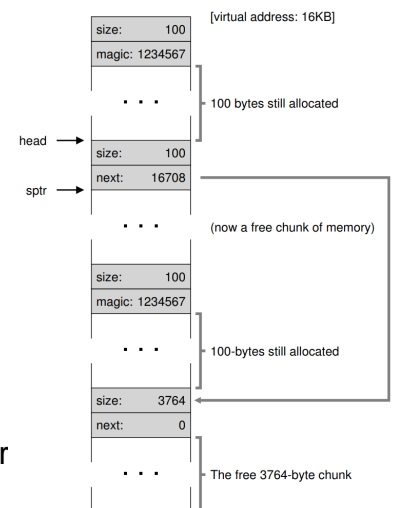 [virtual address: 16KB]
size: 100
magic: 1234567
. . .
100 bytes still allocated
head
size: 100
next: 16708
sptr
. . .
(now a free chunk of memory)
size: 100
magic: 1234567
. . .
100-bytes still allocated
size: 3764
next: 0
r
. . .
The free 3764-byte chunk